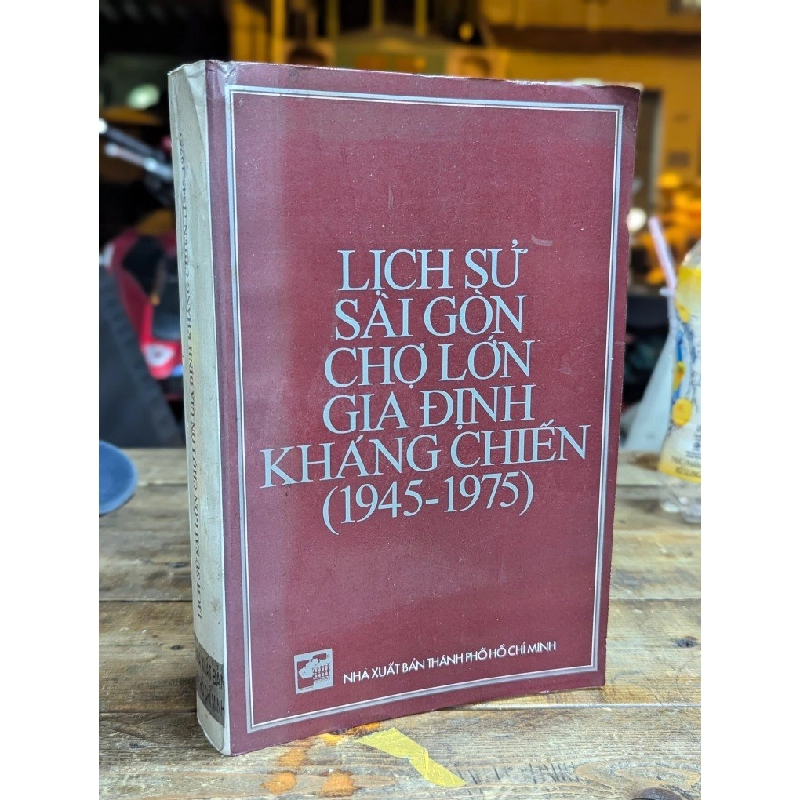 LỊCH SỬ
SÀI GÒN
CHỢ LỚN
GIA ĐỊNH
KHÁNG CHIẾN
(1945-1975)
NHÀ XUẤT BẢN THÀNH PHỐ HỒ CHÍ MINH